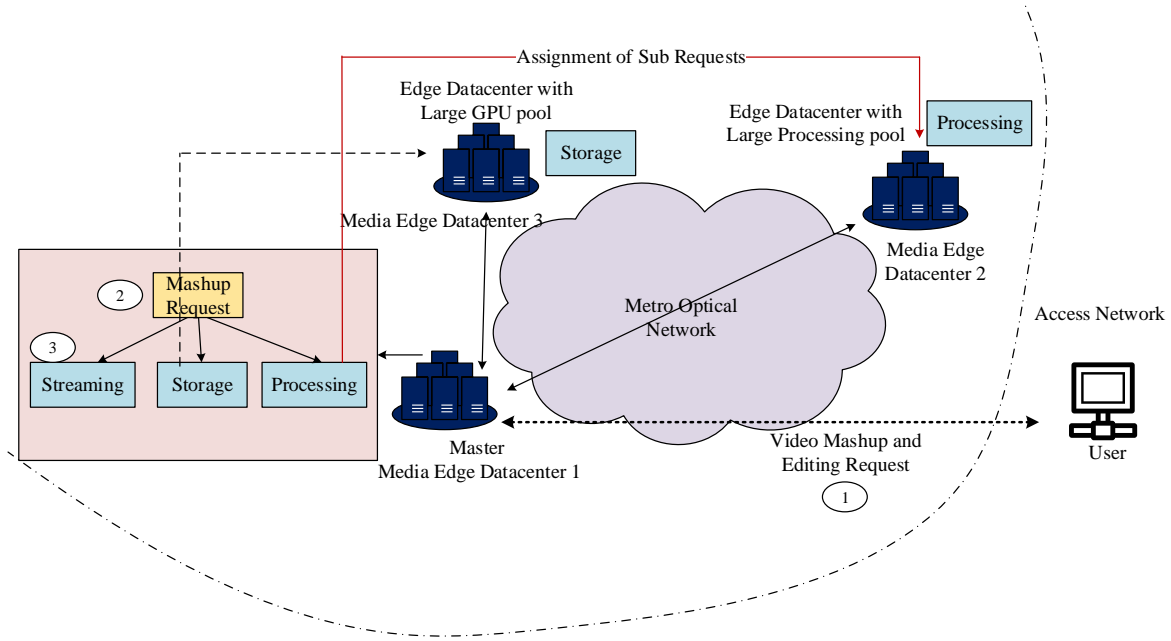 Assignment of Sub Requests
Edge Datacenter with
Large GPU pool
Storage
Media Edge Datacenter 3
Edge Datacenter with
Large Processing pool
Processing
Media Edge
Datacenter 2
2
Mashup
Request
3
Streaming
Storage
Processing
Metro Optical
Network
Access Network
Master
Media Edge Datacenter 1
Video Mashup and
Editing Request
1
User